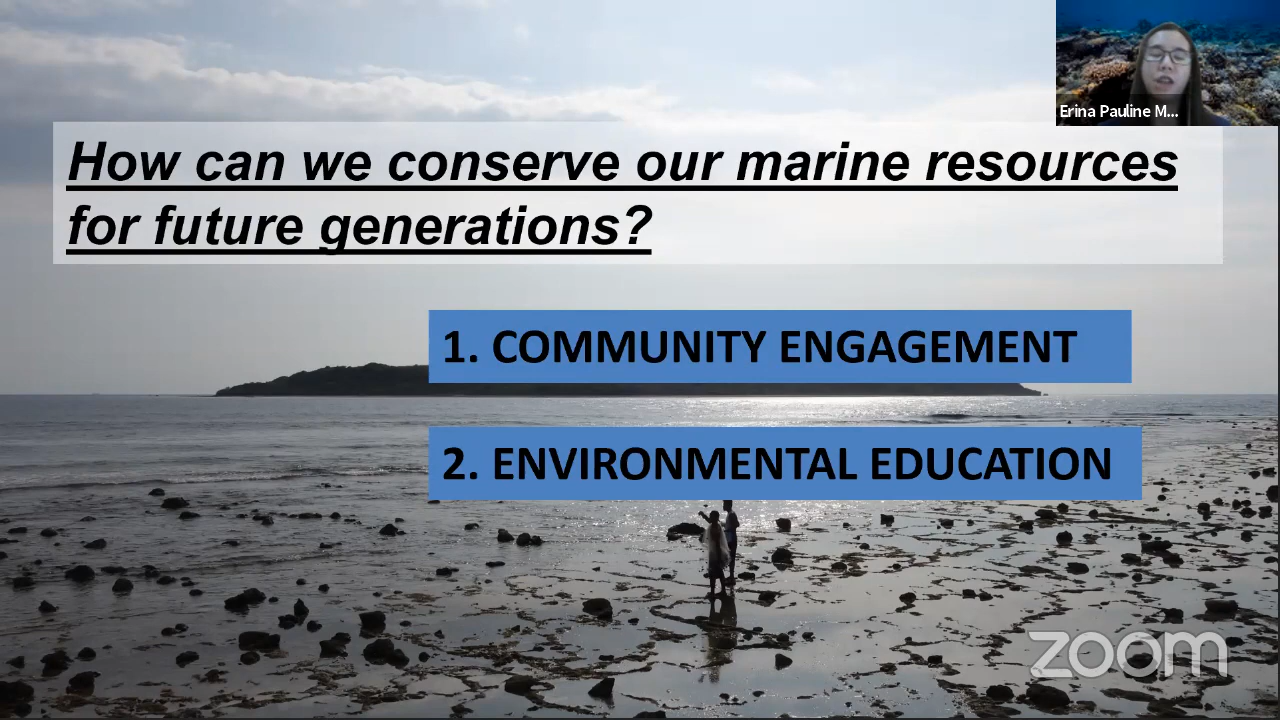 Erina Pauline M...
How can we conserve our marine resources
for future generations?
1. COMMUNITY ENGAGEMENT
2. ENVIRONMENTAL EDUCATION
zoom